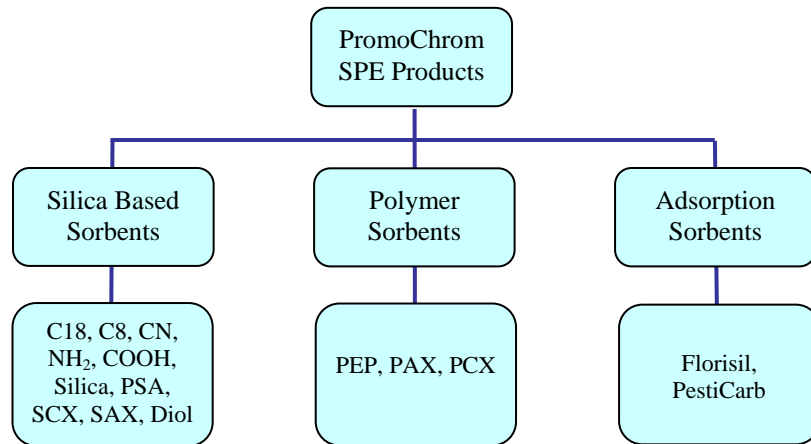 PromoChrom
SPE Products
Silica Based
Sorbents
Polymer
Sorbents
Adsorption
Sorbents
C18, C8, CN,
NH₂, COOH,
Silica, PSA,
SCX, SAX, Diol
PEP, PAX, PCX
Florisil,
PestiCarb